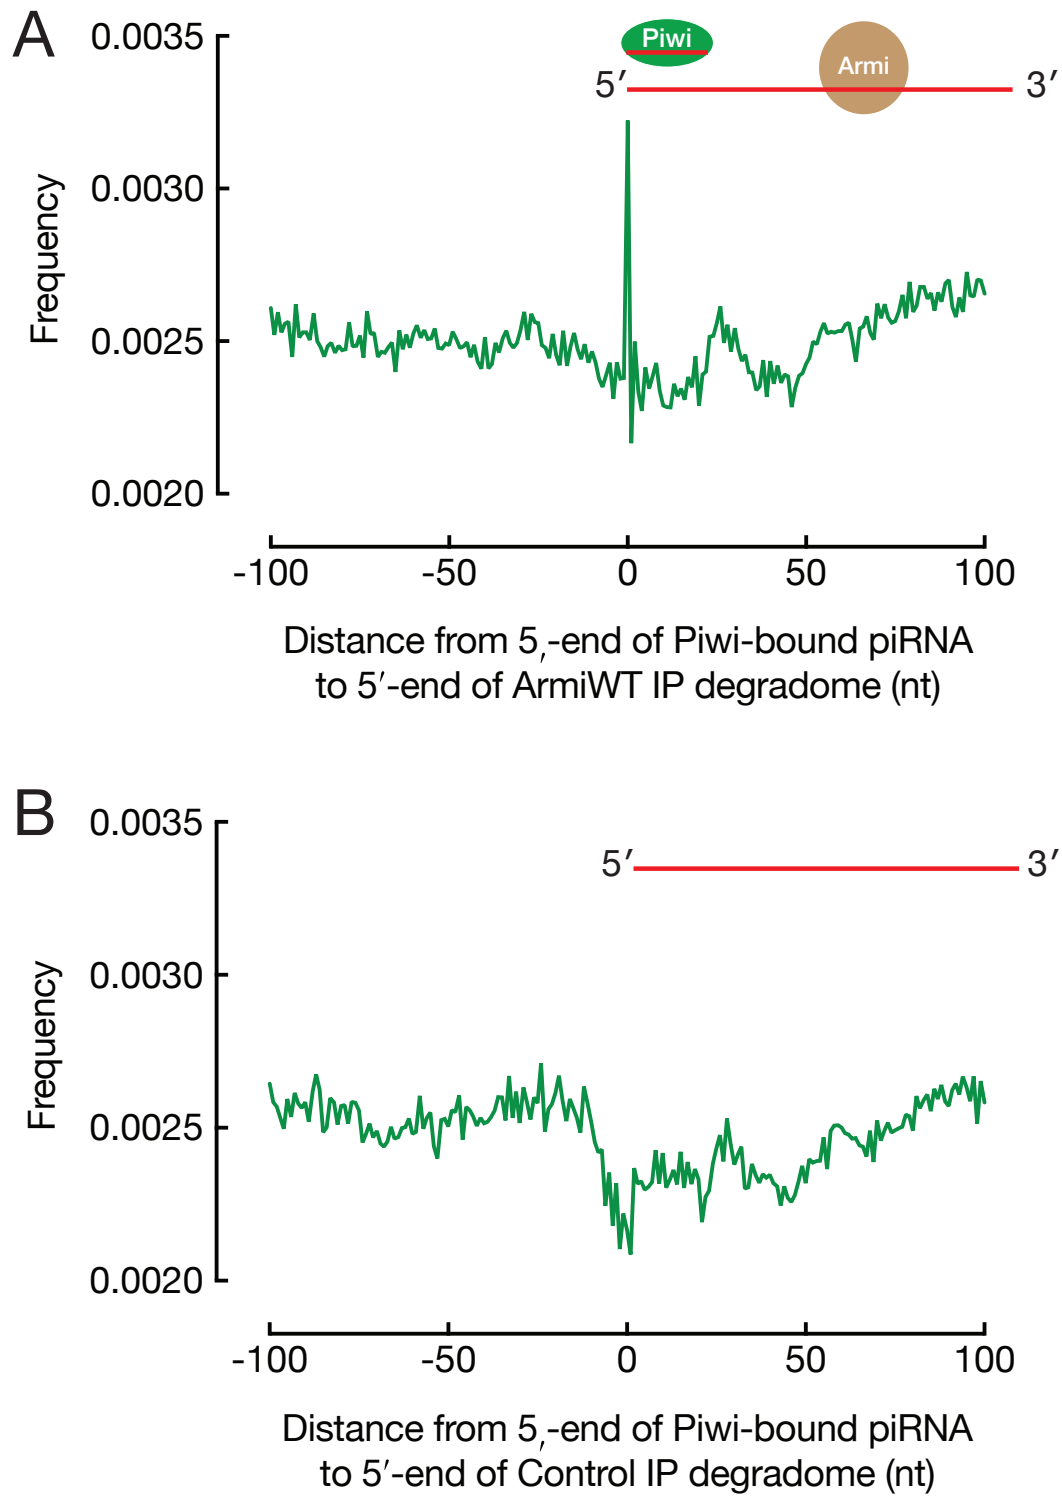 A
0.0035
0.0030
0.0025
0.0020
Frequency
Piwi
Armi
5′
3′
-100
-50
0
50
100
Distance from 5,-end of Piwi-bound piRNA
to 5′-end of ArmiWT IP degradome (nt)
B
0.0035
0.0030
0.0025
0.0020
Frequency
5′
3′
-100
-50
0
50
100
Distance from 5,-end of Piwi-bound piRNA
to 5′-end of Control IP degradome (nt)